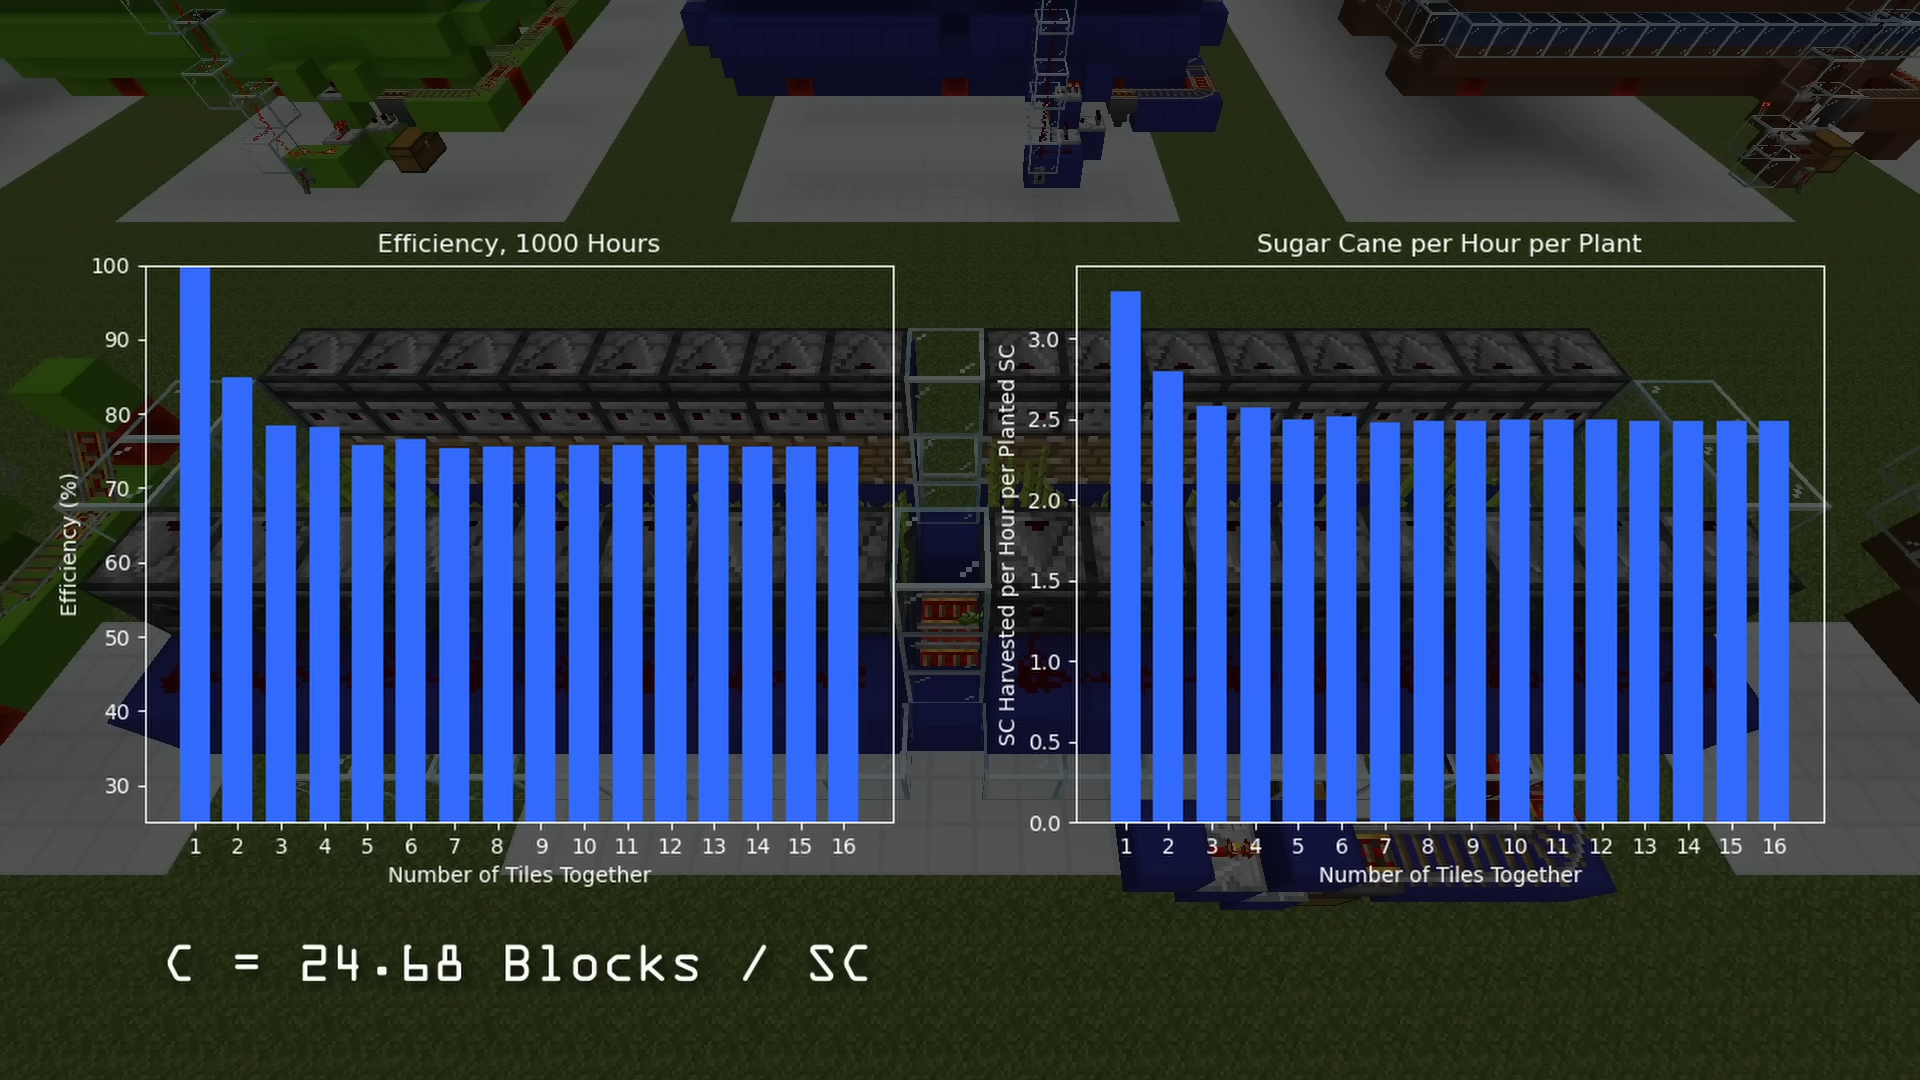 Efficiency, 1000 Hours
100
90
80
70
60
50
40
30
Efficiency (%)
1 2 3 4 5 6 7 8 9 10 11 12 13 14 15 16
Number of Tiles Together
Sugar Cane per Hour per Plant
3.0
2.5
2.0
1.5
1.0
0.5
0.0
SC Harvested per Hour per Planted SC
1 2 3 4 5 6 7 8 9 10 11 12 13 14 15 16
Number of Tiles Together
C = 24.68 Blocks / SC